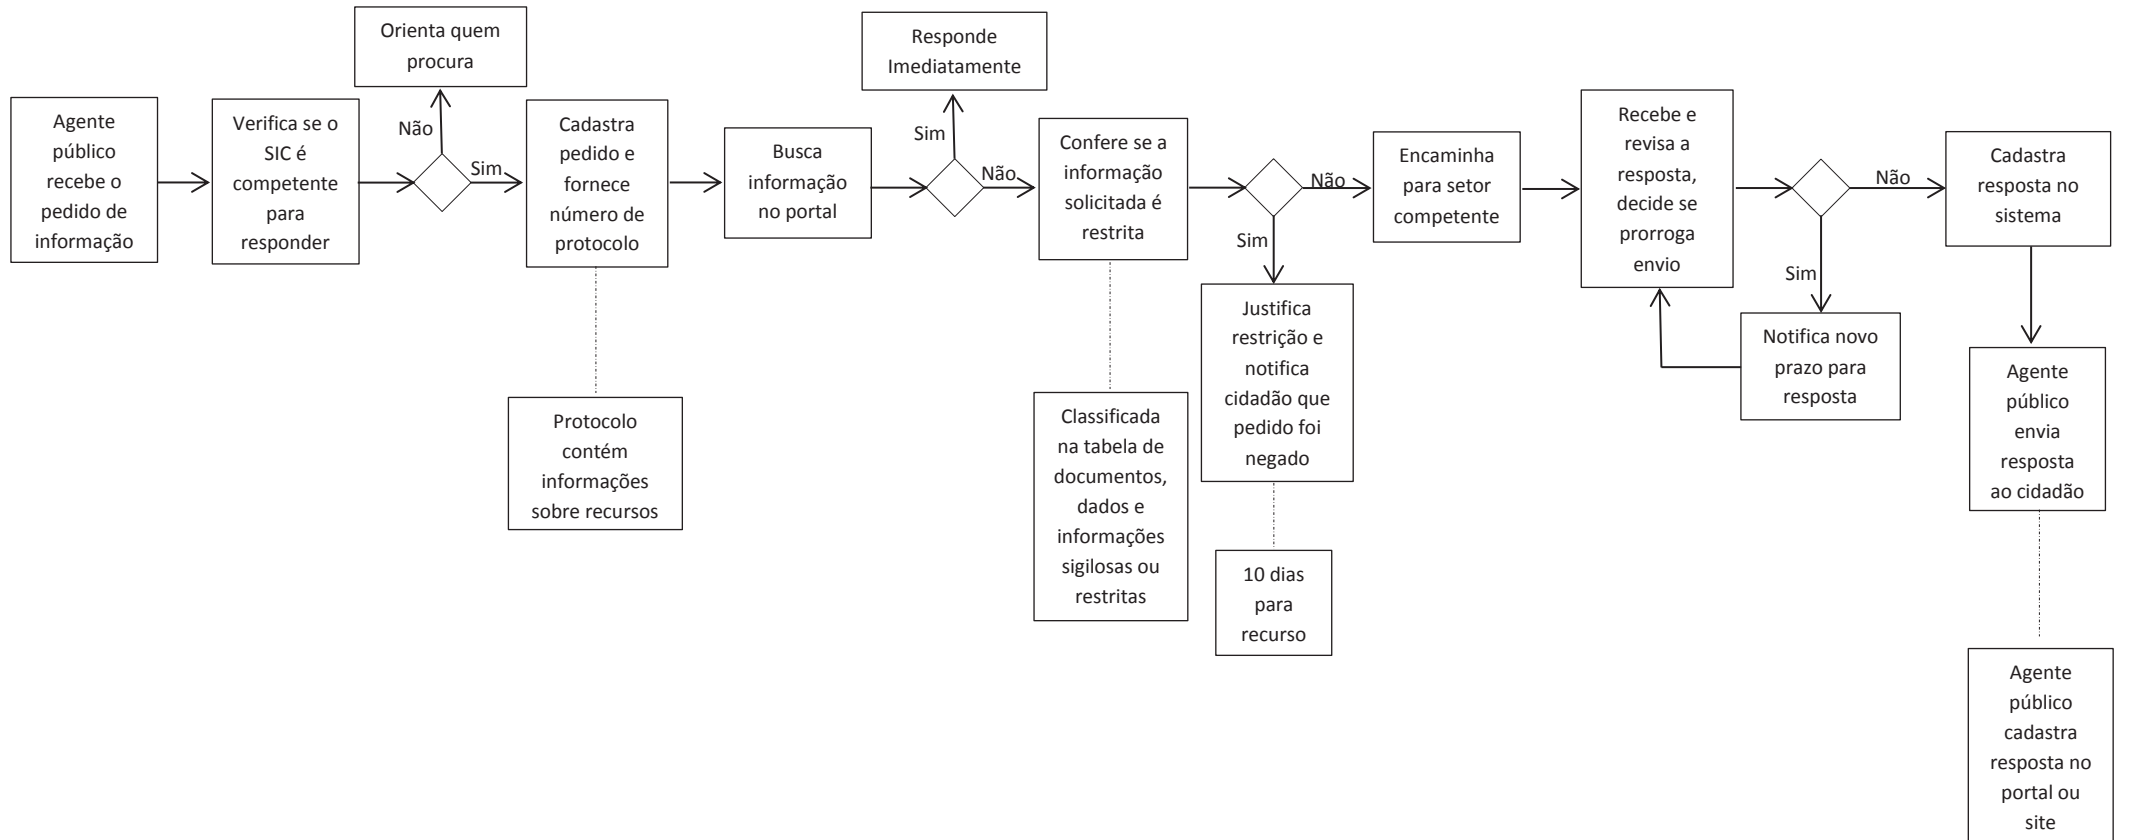 Agente
público
recebe o
pedido de
informação
Verifica se o
SIC é
competente
para
responder
Orienta quem
procura
Não
Sim
Cadastra
pedido e
fornece
número de
protocolo
Protocolo
contém
informações
sobre recursos
Busca
informação
no portal
Responde
Imediatamente
Sim
Não
Confere se a
informação
solicitada é
restrita
Classificada
na tabela de
documentos,
dados e
informações
sigilosas ou
restritas
Não
Sim
Justifica
restrição e
notifica
cidadão que
pedido foi
negado
10 dias
para
recurso
Encaminha
para setor
competente
Recebe e
revisa a
resposta,
decide se
prorroga
envio
Não
Sim
Notifica novo
prazo para
resposta
Cadastra
resposta no
sistema
Agente
público
envia
resposta
ao cidadão
Agente
público
cadastra
resposta no
portal ou
site